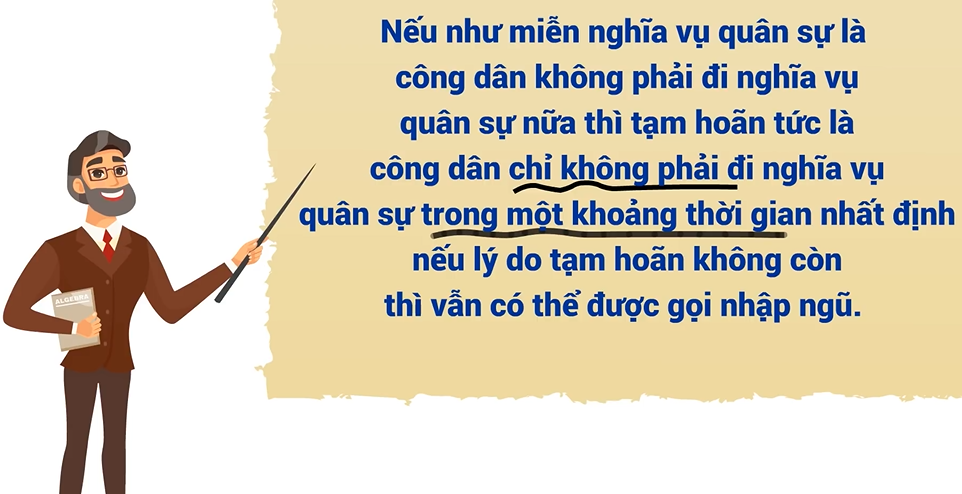 Nếu như miễn nghĩa vụ quân sự là
công dân không phải đi nghĩa vụ
quân sự nữa thì tạm hoãn tức là
công dân chỉ không phải đi nghĩa vụ
quân sự trong một khoảng thời gian nhất định
nếu lý do tạm hoãn không còn
thì vẫn có thể được gọi nhập ngũ.
ALGEBRA